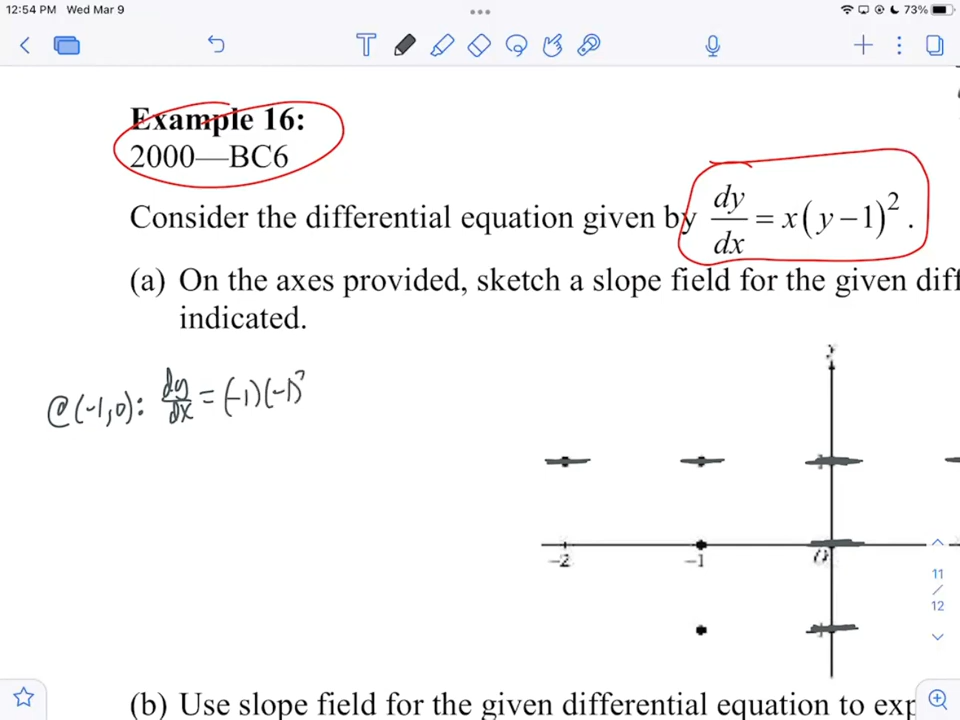 12:54 PM Wed Mar 9
73%
T
Example 16:
2000—BC6
Consider the differential equation given by dy/dx = x(y−1)².
(a) On the axes provided, sketch a slope field for the given diff
indicated.
@(-1,0): dy/dx = (-1)(-1)²
y
1
-2 -1 O
11
/
12
(b) Use slope field for the given differential equation to exp